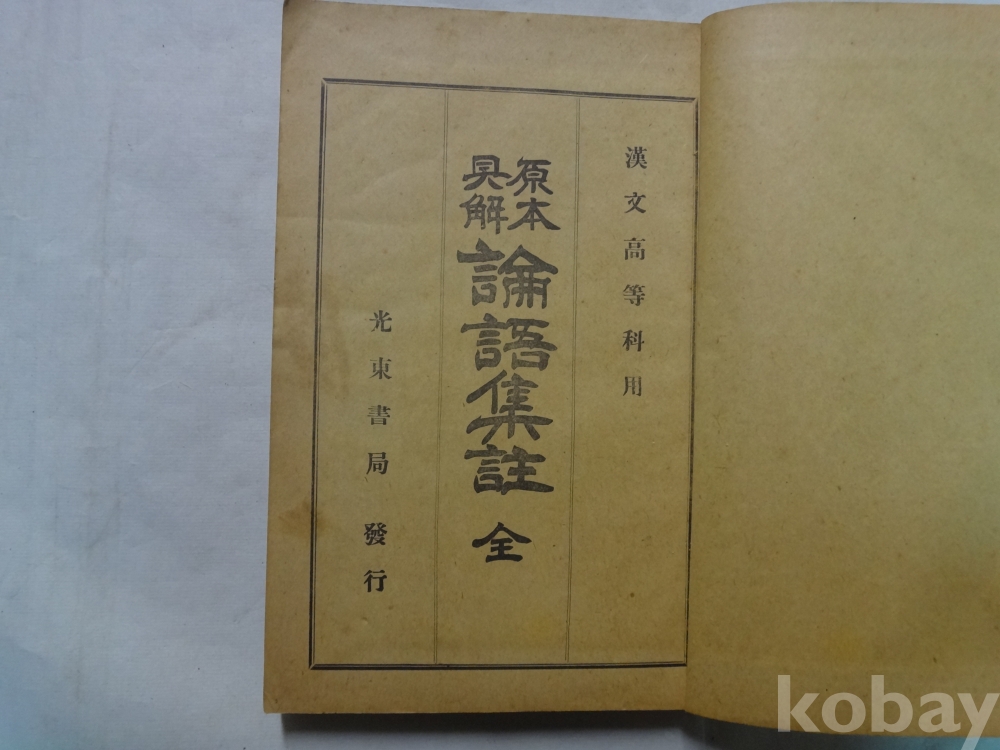 漢文高等科用
原本
具解
論語集註 全
光東書局 發行
kobay